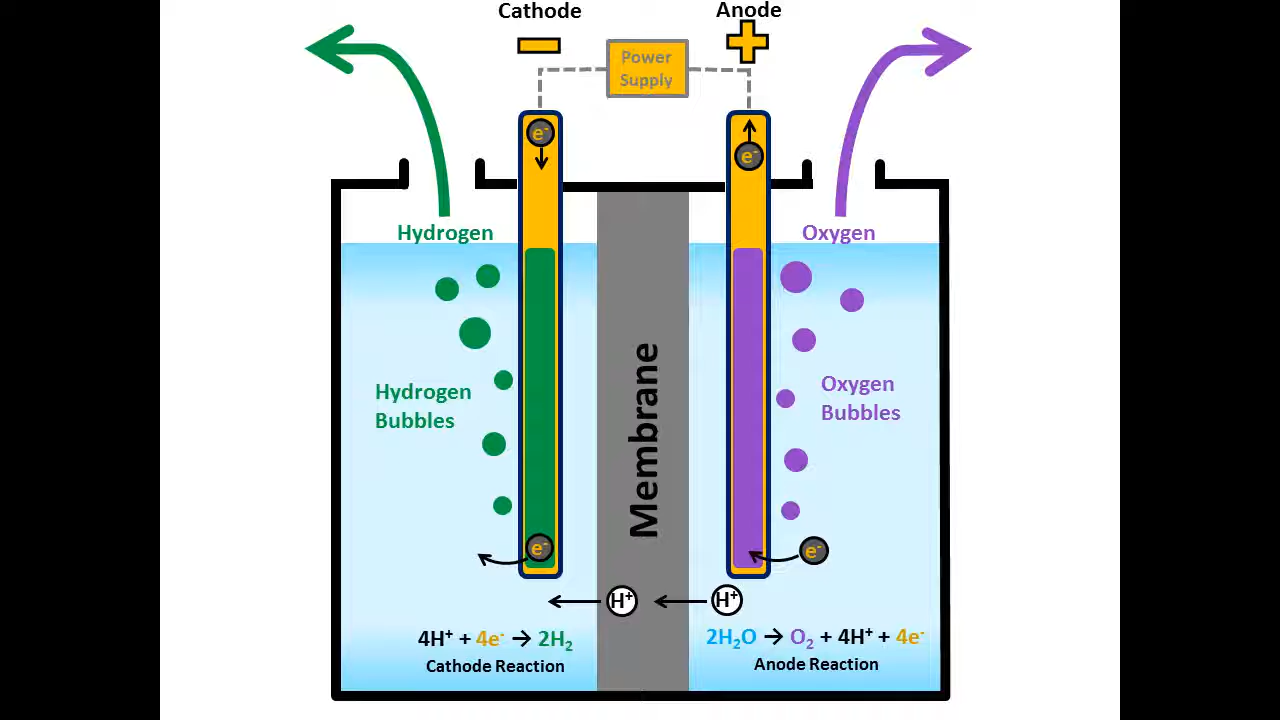 Cathode
Anode
Power
Supply
e⁻
e⁻
Hydrogen
Oxygen
Hydrogen
Bubbles
Membrane
Oxygen
Bubbles
e⁻
e⁻
H⁺
H⁺
4H⁺ + 4e⁻ → 2H₂
Cathode Reaction
2H₂O → O₂ + 4H⁺ + 4e⁻
Anode Reaction